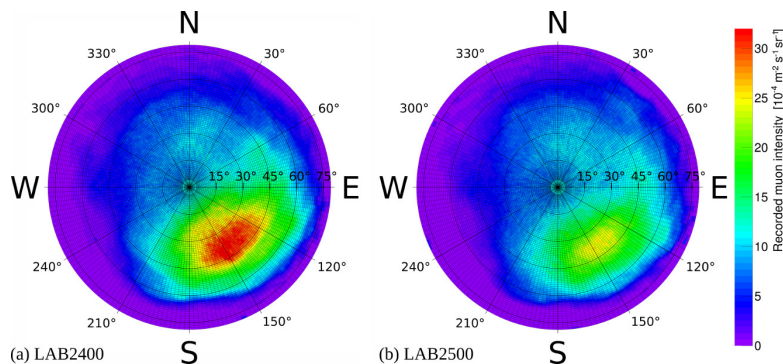 N
N
330°
30°
330°
30°
300°
60°
300°
60°
W
15° 30° 45° 60° 75°
E
W
15° 30° 45° 60° 75°
E
240°
120°
240°
120°
210°
150°
210°
150°
S
S
(a) LAB2400
(b) LAB2500
30
25
20
15
10
5
0
Recorded muon intensity [10⁻⁴ m⁻² s⁻¹ sr⁻¹]